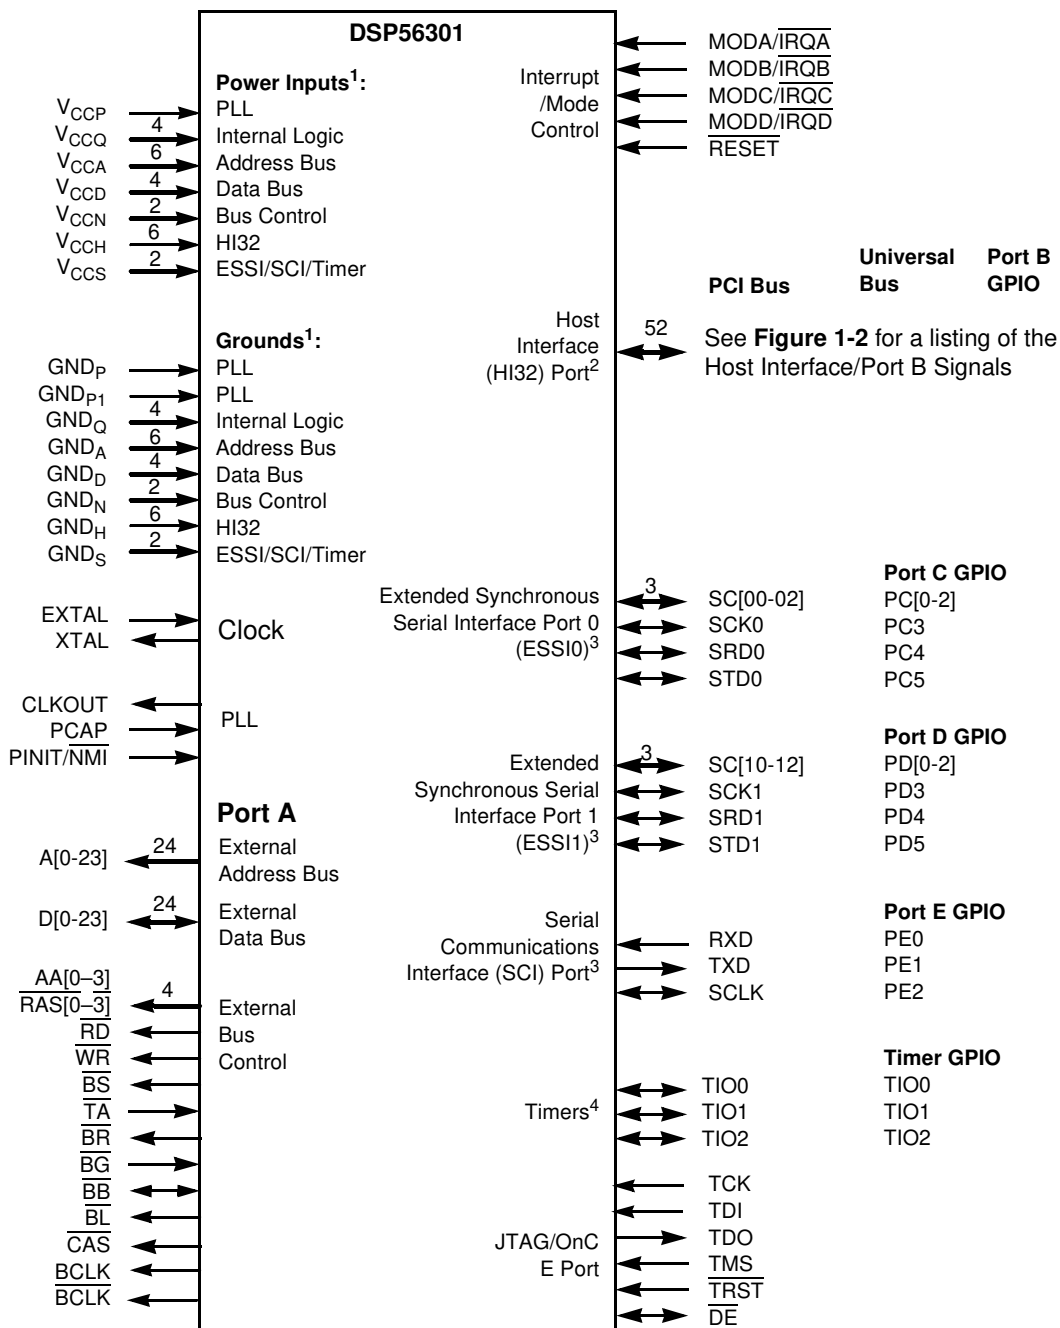 DSP56301
Power Inputs1:
VCCP PLL
VCCQ 4 Internal Logic
VCCA 6 Address Bus
VCCD 4 Data Bus
VCCN 2 Bus Control
VCCH 6 HI32
VCCS 2 ESSI/SCI/Timer
Grounds1:
GNDP PLL
GNDP1 PLL
GNDQ 4 Internal Logic
GNDA 6 Address Bus
GNDD 4 Data Bus
GNDN 2 Bus Control
GNDH 6 HI32
GNDS 2 ESSI/SCI/Timer
EXTAL
XTAL
Clock
CLKOUT
PCAP
PINIT/NMI
PLL
Port A
A[0-23] 24 External
Address Bus
D[0-23] 24 External
Data Bus
AA[0–3]
RAS[0–3] 4 External
Bus
Control
RD
WR
BS
TA
BR
BG
BB
BL
CAS
BCLK
BCLK
Interrupt
/Mode
Control
MODA/IRQA
MODB/IRQB
MODC/IRQC
MODD/IRQD
RESET
PCI Bus
Universal
Bus
Port B
GPIO
Host
Interface
(HI32) Port2
52
See Figure 1-2 for a listing of the
Host Interface/Port B Signals
Extended Synchronous
Serial Interface Port 0
(ESSI0)3
Port C GPIO
3 SC[00-02] PC[0-2]
SCK0 PC3
SRD0 PC4
STD0 PC5
Extended
Synchronous Serial
Interface Port 1
(ESSI1)3
Port D GPIO
3 SC[10-12] PD[0-2]
SCK1 PD3
SRD1 PD4
STD1 PD5
Serial
Communications
Interface (SCI) Port3
Port E GPIO
RXD PE0
TXD PE1
SCLK PE2
Timers4
Timer GPIO
TIO0 TIO0
TIO1 TIO1
TIO2 TIO2
JTAG/OnC
E Port
TCK
TDI
TDO
TMS
TRST
DE